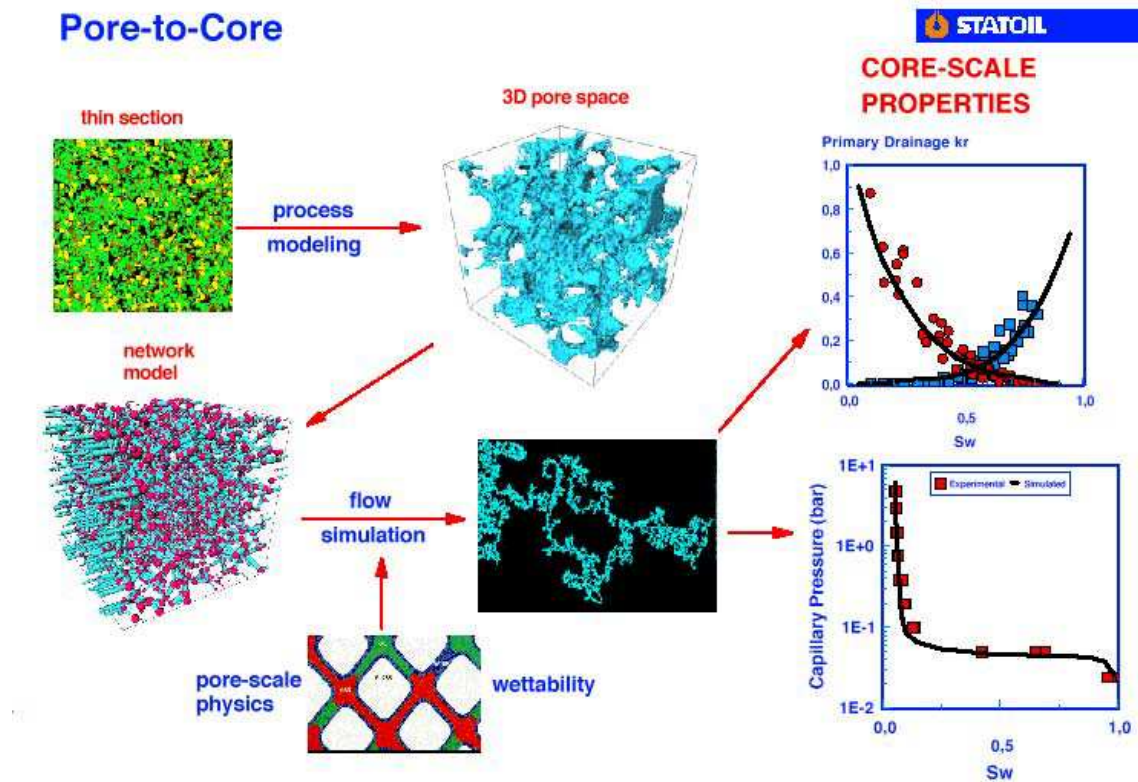 Pore-to-Core
STATOIL
CORE-SCALE
PROPERTIES
thin section
3D pore space
process
modeling
network
model
flow
simulation
pore-scale
physics
wettability
Primary Drainage kr
1,0
0,8
0,6
0,4
0,2
0,0
0,0
1,0
0,5
Sw
Experimental
Simulated
Capillary Pressure (bar)
1E+1
1E+0
1E-1
1E-2
0,0
1,0
0,5
Sw